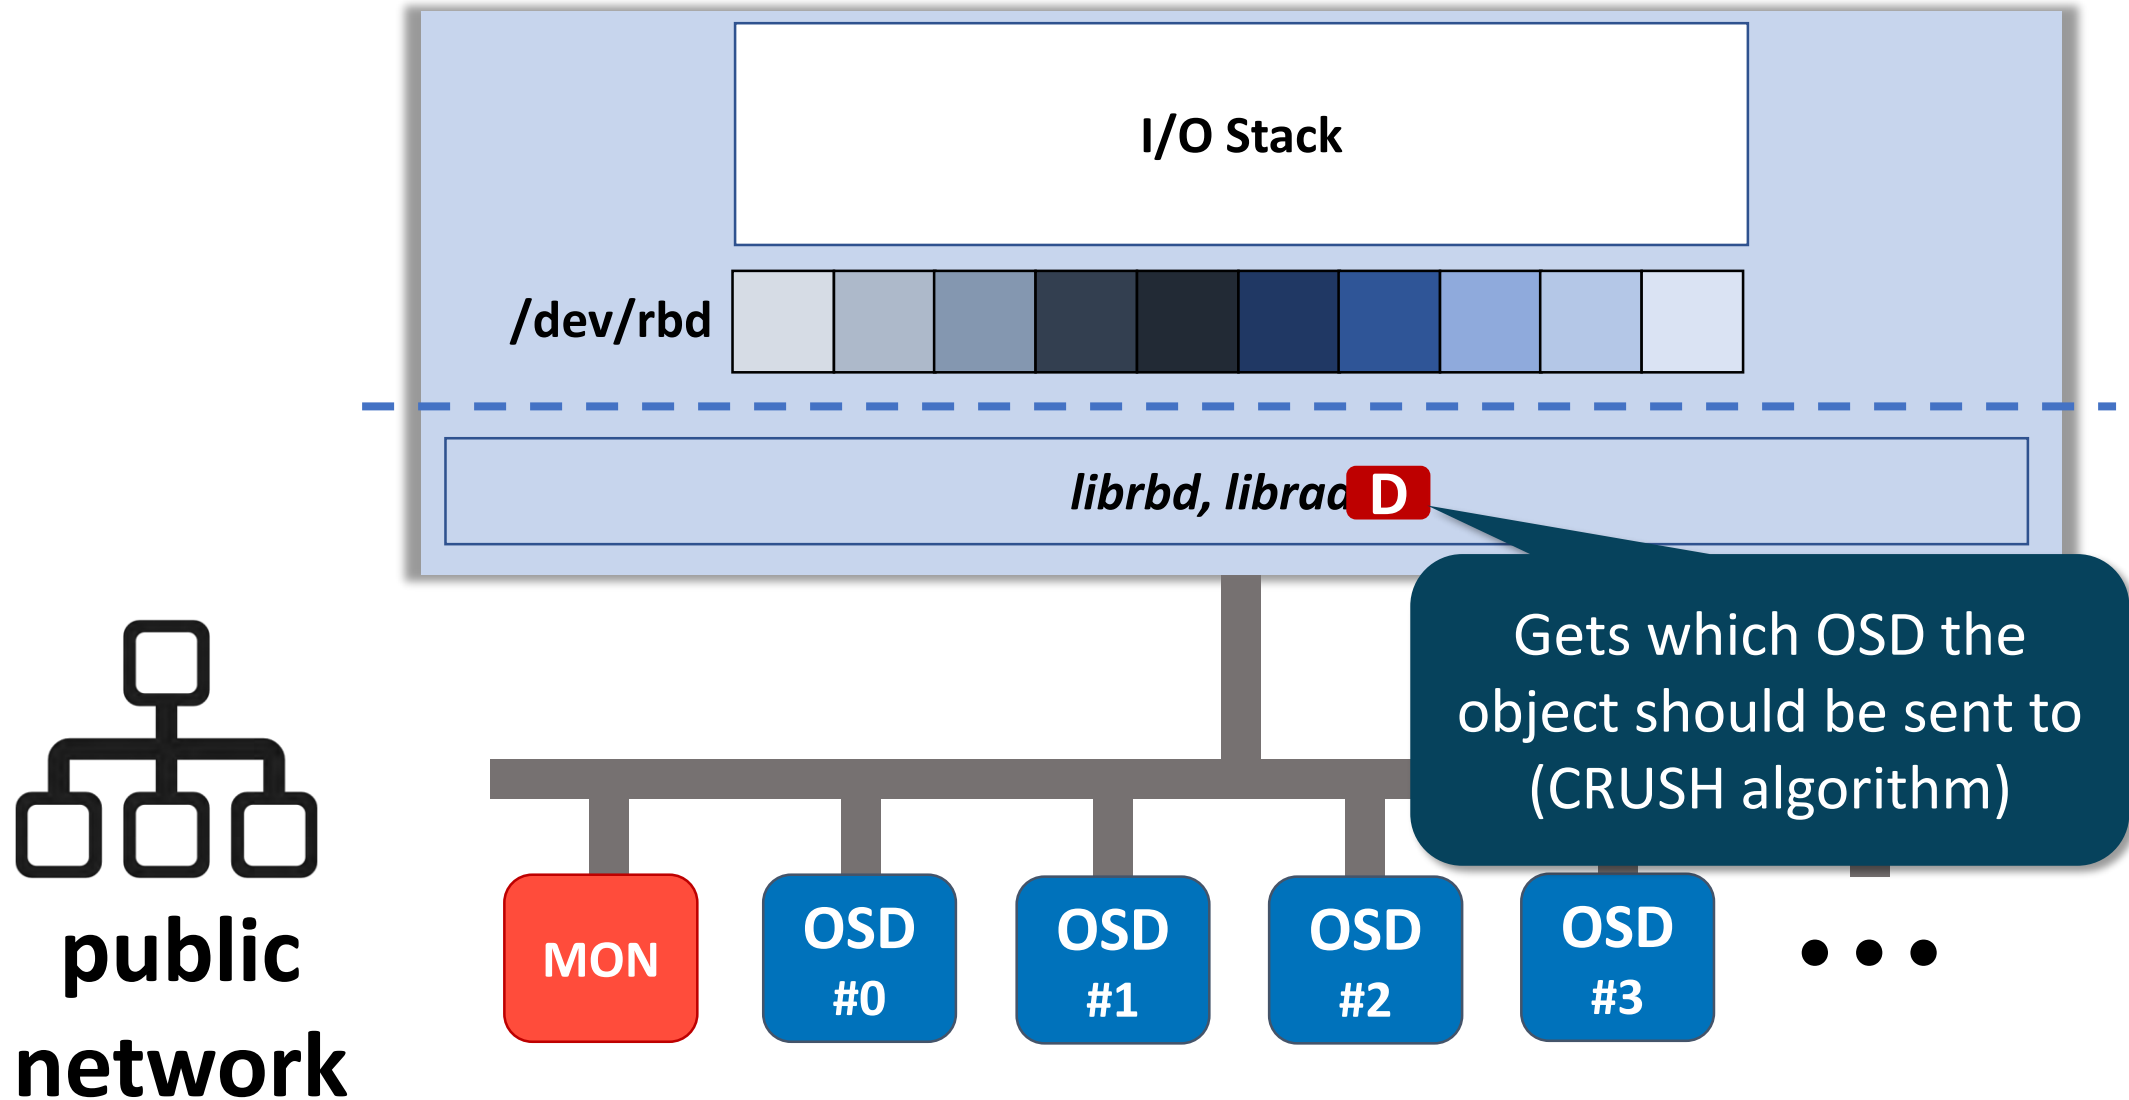 I/O Stack
/dev/rbd
librbd, librad
D
Gets which OSD the
object should be sent to
(CRUSH algorithm)
public
network
MON
OSD
#0
OSD
#1
OSD
#2
OSD
#3
•••